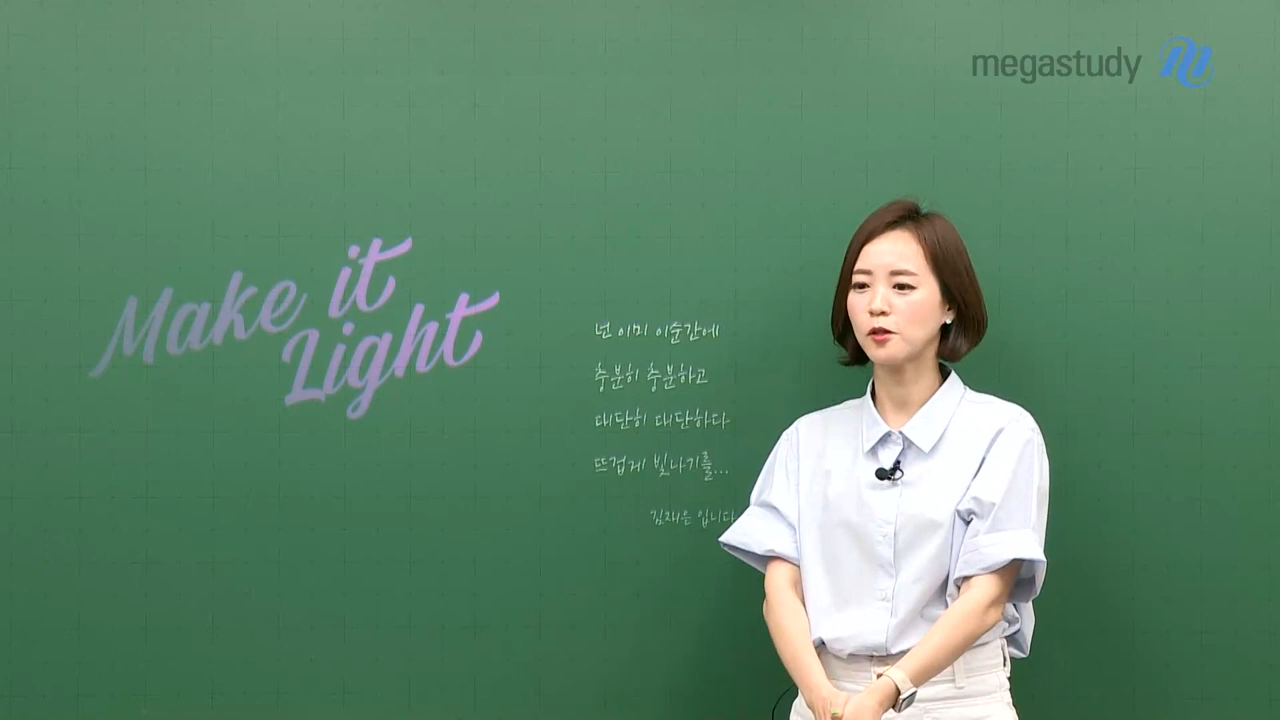 megastudy
Make it
Light
넌 이미 이순간에
충분히 충분하고
대단히 대단하다
뜨겁게 빛나기를...
김재은 입니다